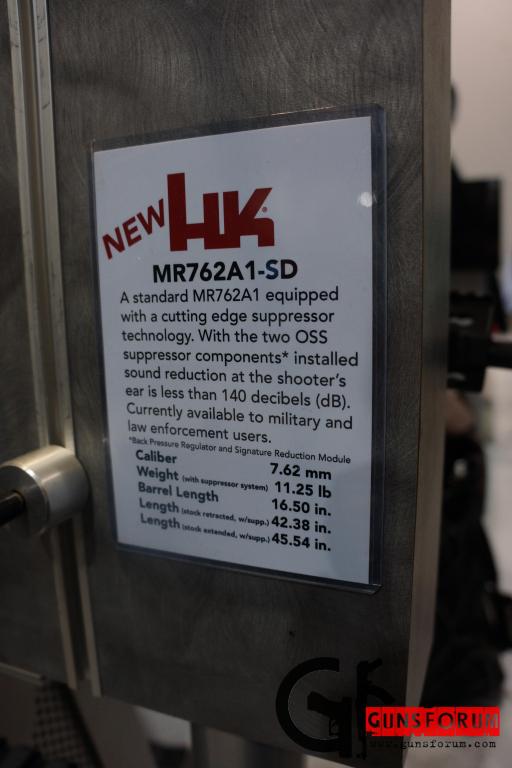 NEW HK®
MR762A1-SD
A standard MR762A1 equipped
with a cutting edge suppressor
technology. With the two OSS
suppressor components* installed
sound reduction at the shooter's
ear is less than 140 decibels (dB).
Currently available to military and
law enforcement users.
*Back Pressure Regulator and Signature Reduction Module
Caliber 7.62 mm
Weight (with suppressor system) 11.25 lb
Barrel Length 16.50 in.
Length (stock retracted, w/supp.) 42.38 in.
Length (stock extended, w/supp.) 45.54 in.
GUNSFORUM
www.gunsforum.com